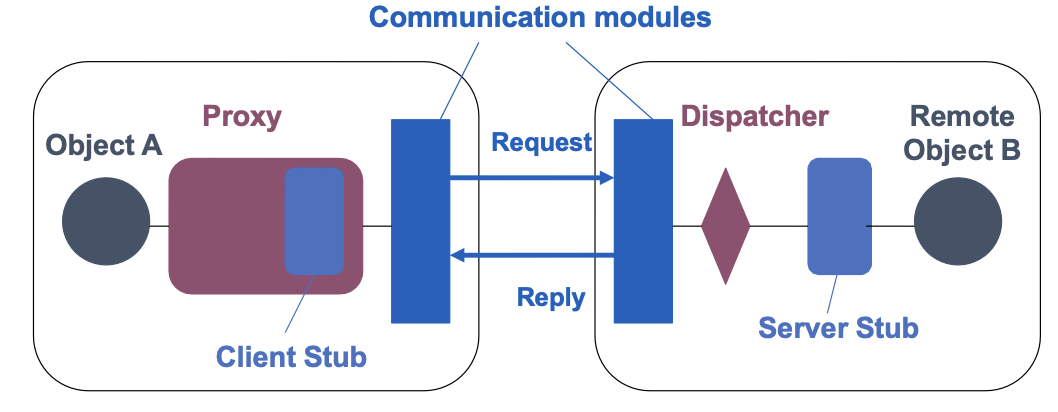 Communication modules
Proxy
Dispatcher
Remote
Object B
Object A
Request
Reply
Server Stub
Client Stub